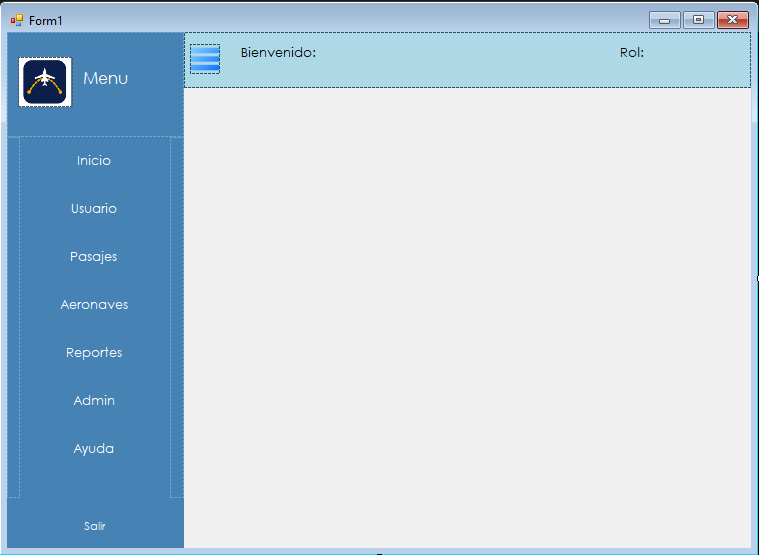 Form1
Menu
Bienvenido:
Rol:
Inicio
Usuario
Pasajes
Aeronaves
Reportes
Admin
Ayuda
Salir